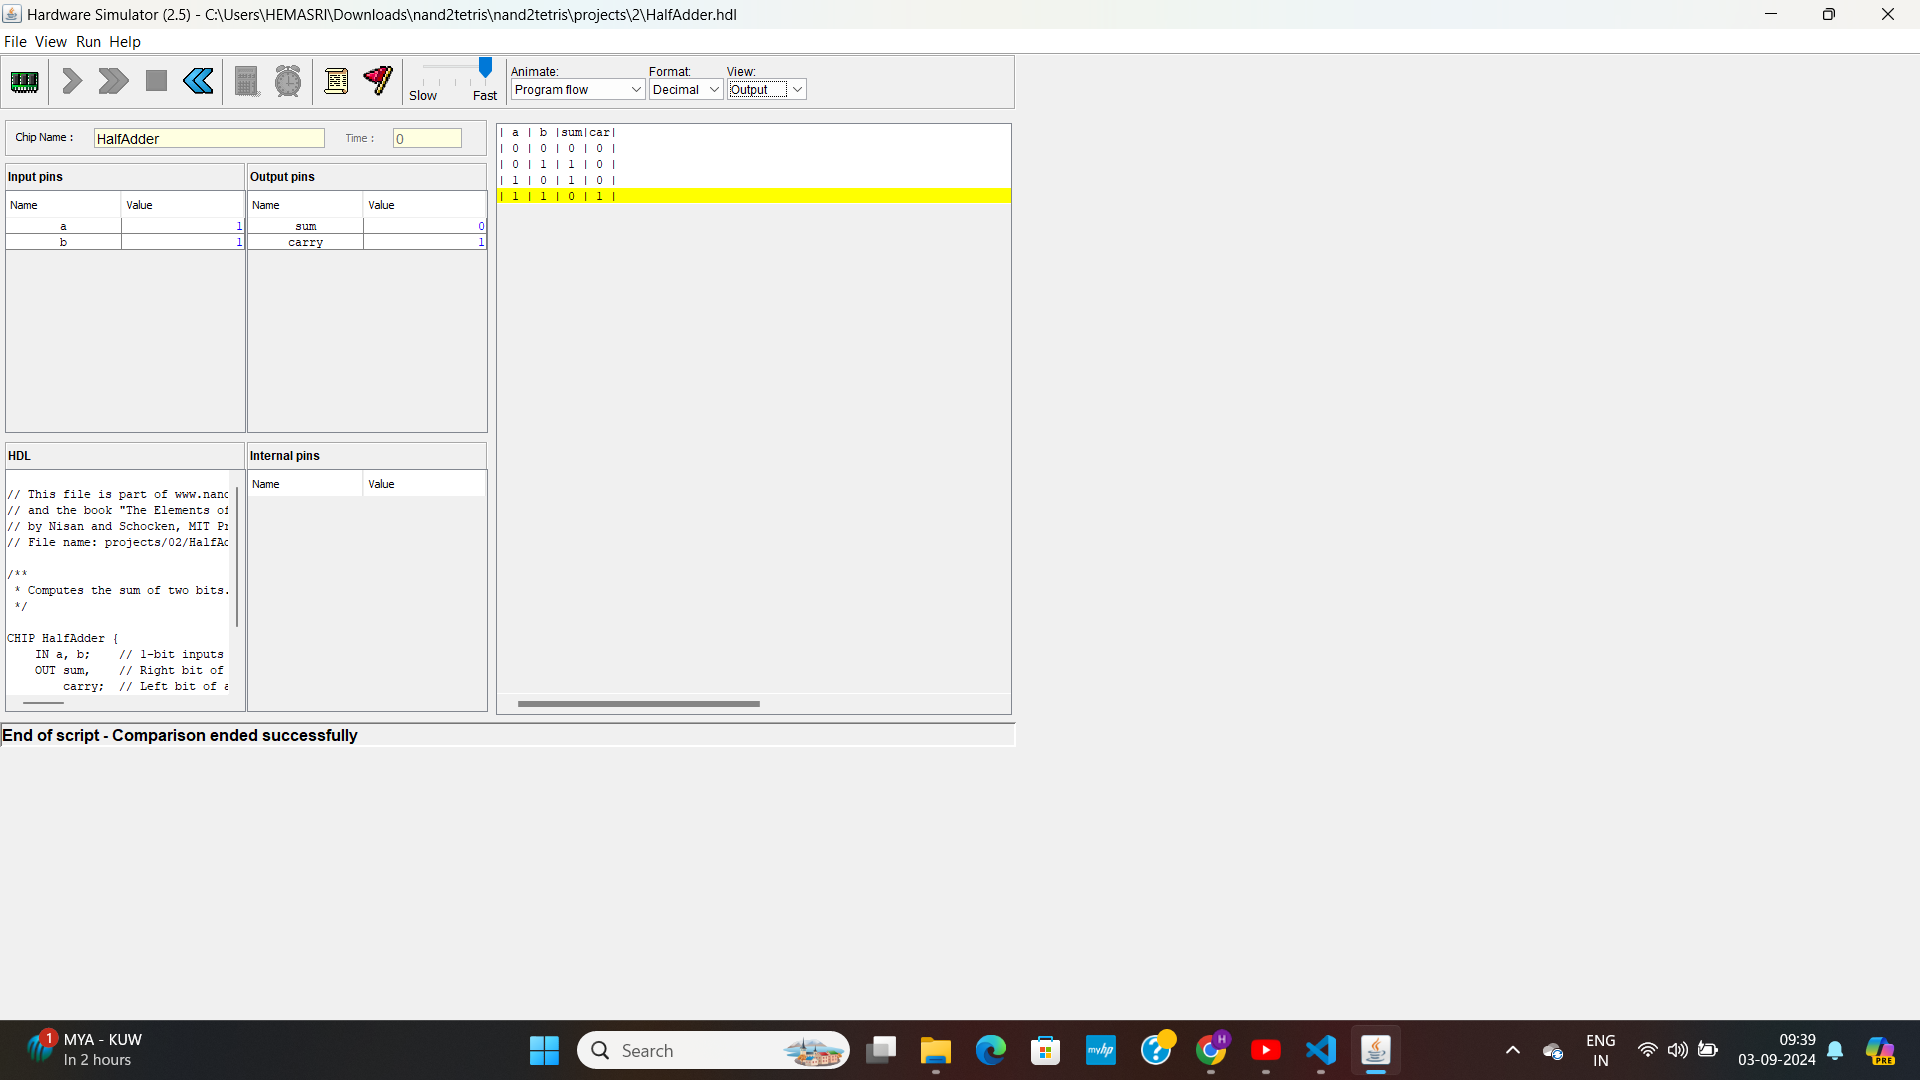 Hardware Simulator (2.5) - C:\Users\HEMASRI\Downloads\nand2tetris\nand2tetris\projects\2\HalfAdder.hdl
File View Run Help
Slow Fast
Animate: Format: View:
Program flow Decimal Output
Chip Name : HalfAdder Time : 0
Input pins Output pins
Name Value Name Value
a 1 sum 0
b 1 carry 1
| a | b |sum|car|
| 0 | 0 | 0 | 0 |
| 0 | 1 | 1 | 0 |
| 1 | 0 | 1 | 0 |
| 1 | 1 | 0 | 1 |
HDL Internal pins
Name Value
// This file is part of www.nand
// and the book "The Elements of
// by Nisan and Schocken, MIT Pr
// File name: projects/02/HalfAd
/**
* Computes the sum of two bits.
*/
CHIP HalfAdder {
IN a, b; // 1-bit inputs
OUT sum, // Right bit of
carry; // Left bit of a
End of script - Comparison ended successfully
1
MYA - KUW
In 2 hours
Search
myhp
H
ENG
IN
09:39
03-09-2024
PRE